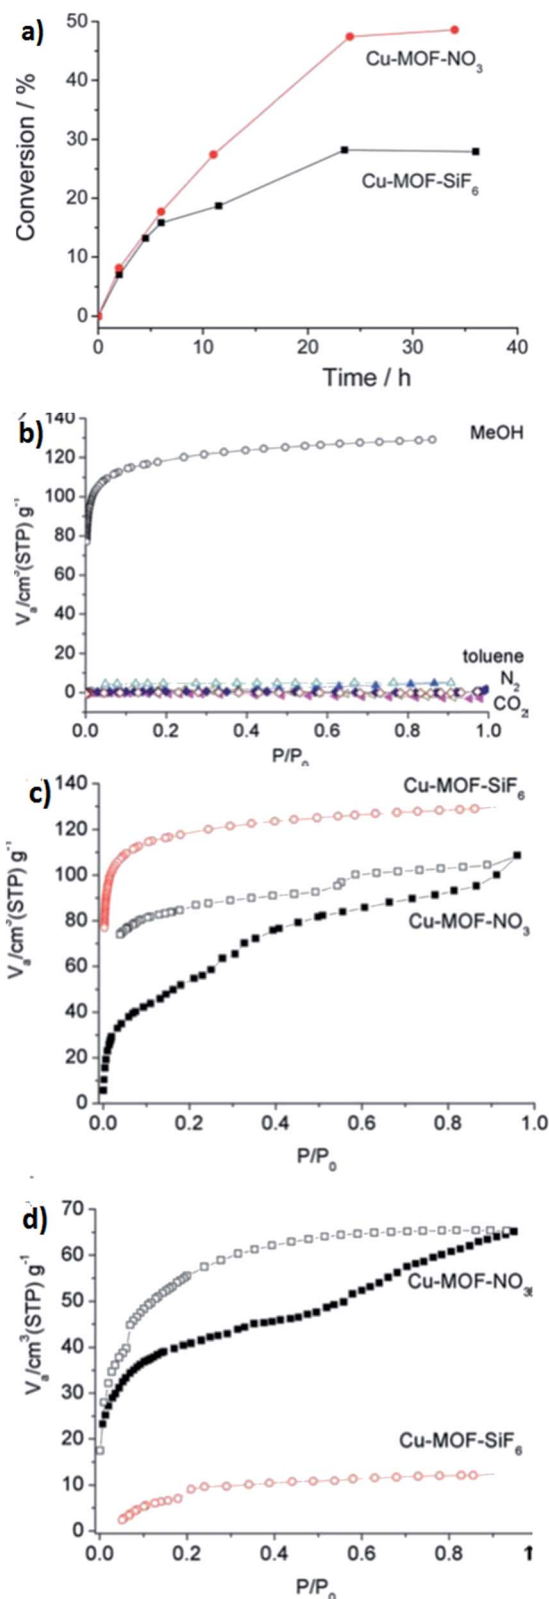 a)
50
40
30
20
10
0
Conversion / %
Cu-MOF-NO3
Cu-MOF-SiF6
0 10 20 30 40
Time / h
b)
140
120
100
80
60
40
20
0
Va/cm³(STP) g⁻¹
MeOH
toluene
N2
CO2
0.0 0.2 0.4 0.6 0.8 1.0
P/P0
c)
140
120
100
80
60
40
20
0
Va/cm³(STP) g⁻¹
Cu-MOF-SiF6
Cu-MOF-NO3
0.0 0.2 0.4 0.6 0.8 1.0
P/P0
d)
70
60
50
40
30
20
10
0
Va/cm³(STP) g⁻¹
Cu-MOF-NO3
Cu-MOF-SiF6
0.0 0.2 0.4 0.6 0.8 1
P/P0